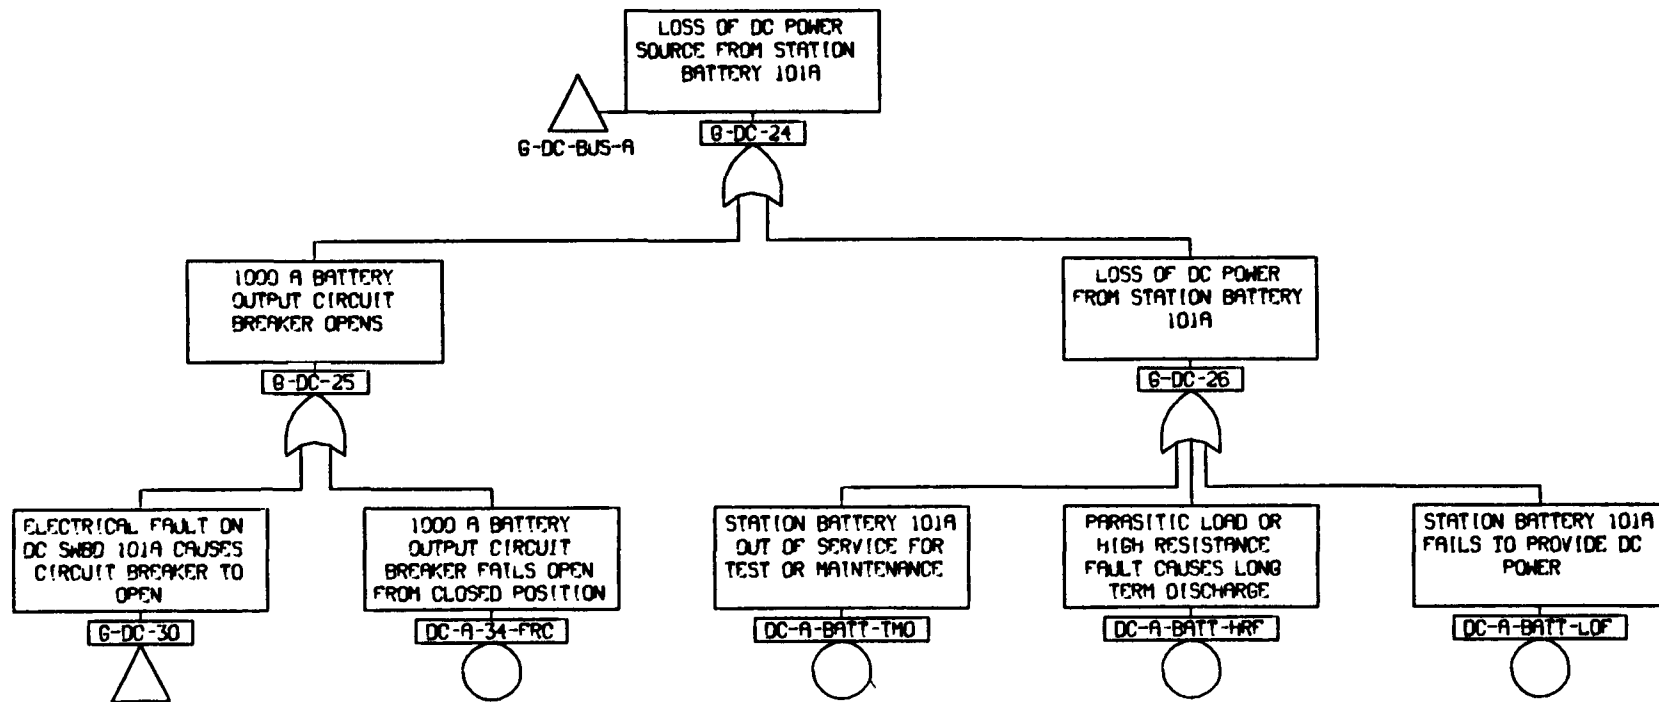 LOSS OF DC POWER
SOURCE FROM STATION
BATTERY 101A
G-DC-BUS-A
G-DC-24
1000 A BATTERY
OUTPUT CIRCUIT
BREAKER OPENS
G-DC-25
LOSS OF DC POWER
FROM STATION BATTERY
101A
G-DC-26
ELECTRICAL FAULT ON
DC SWBD 101A CAUSES
CIRCUIT BREAKER TO
OPEN
G-DC-30
1000 A BATTERY
OUTPUT CIRCUIT
BREAKER FAILS OPEN
FROM CLOSED POSITION
DC-A-34-FRC
STATION BATTERY 101A
OUT OF SERVICE FOR
TEST OR MAINTENANCE
DC-A-BATT-TMO
PARASITIC LOAD OR
HIGH RESISTANCE
FAULT CAUSES LONG
TERM DISCHARGE
DC-A-BATT-HRF
STATION BATTERY 101A
FAILS TO PROVIDE DC
POWER
DC-A-BATT-LOF